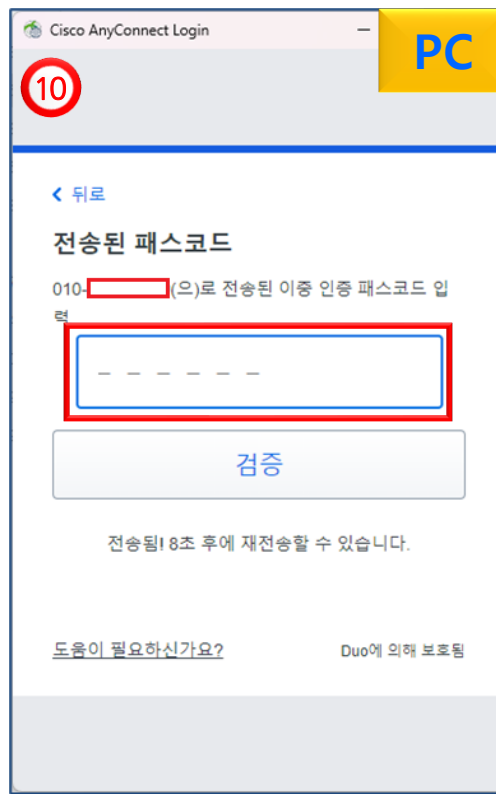 Cisco AnyConnect Login
PC
10
뒤로
전송된 패스코드
010-
(으)로 전송된 이중 인증 패스코드 입
력
검증
전송됨! 8초 후에 재전송할 수 있습니다.
도움이 필요하신가요?
Duo에 의해 보호됨